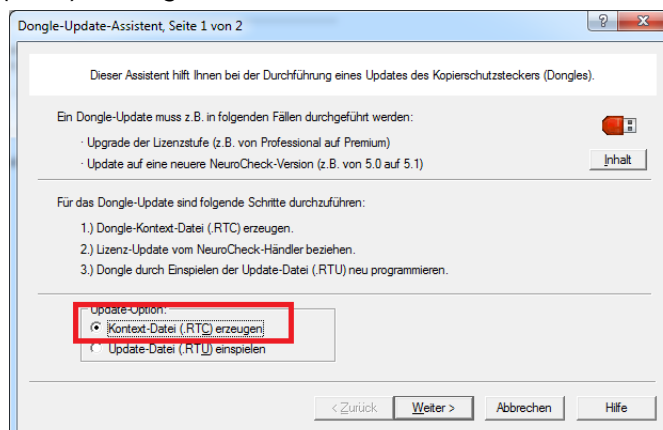 Dongle-Update-Assistent, Seite 1 von 2
Dieser Assistent hilft Ihnen bei der Durchführung eines Updates des Kopierschutzsteckers (Dongles).
Ein Dongle-Update muss z.B. in folgenden Fällen durchgeführt werden:
· Upgrade der Lizenzstufe (z.B. von Professional auf Premium)
· Update auf eine neuere NeuroCheck-Version (z.B. von 5.0 auf 5.1)
Inhalt
Für das Dongle-Update sind folgende Schritte durchzuführen:
1.) Dongle-Kontext-Datei (.RTC) erzeugen.
2.) Lizenz-Update vom NeuroCheck-Händler beziehen.
3.) Dongle durch Einspielen der Update-Datei (.RTU) neu programmieren.
Update-Option:
Kontext-Datei (.RTC) erzeugen
Update-Datei (.RTU) einspielen
< Zurück Weiter > Abbrechen Hilfe